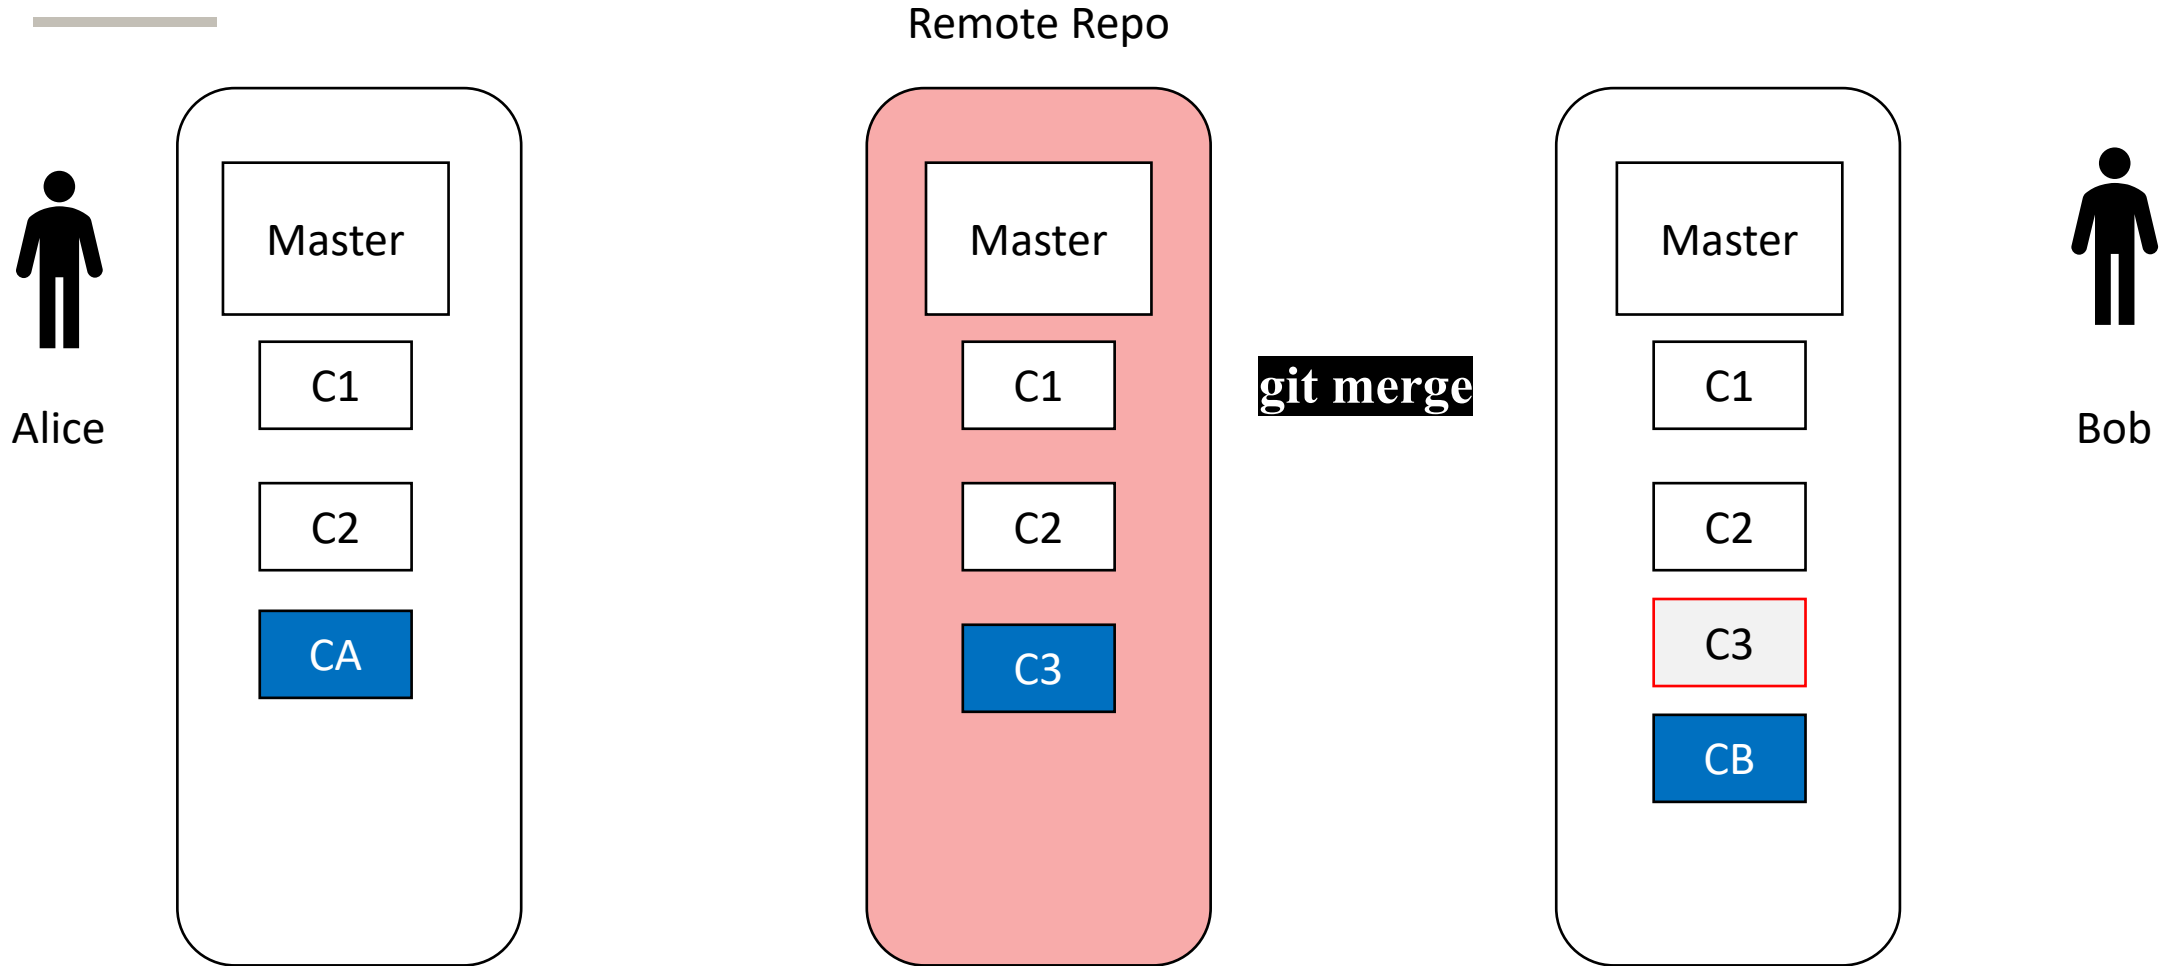 Remote Repo
Alice
Master
C1
C2
CA
Master
C1
C2
C3
git merge
Master
C1
C2
C3
CB
Bob